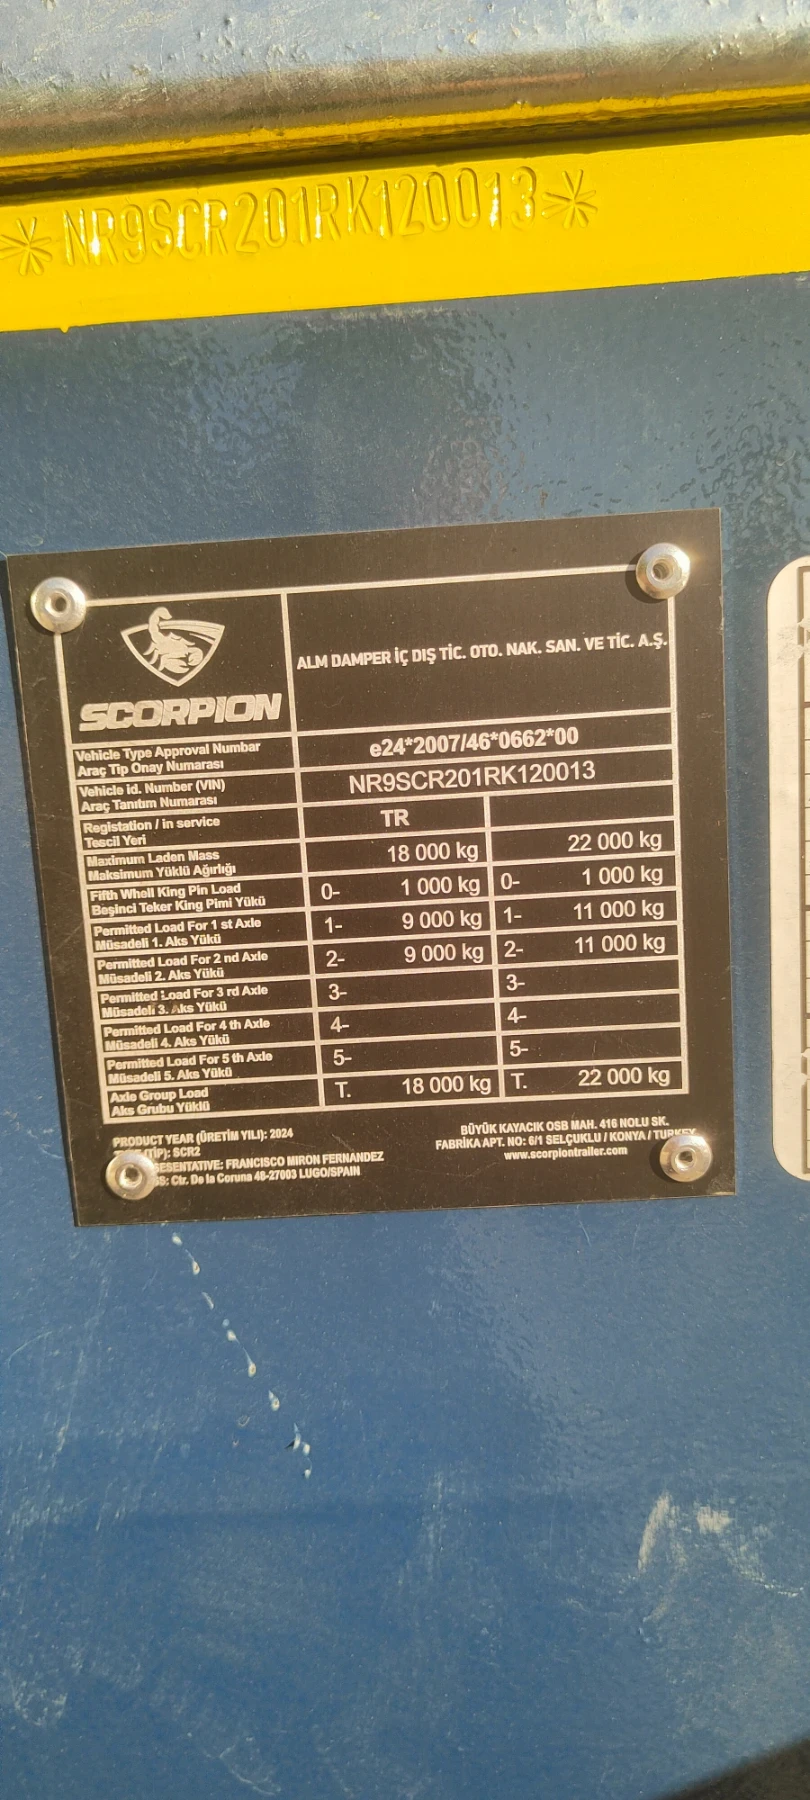 *NR9SCR201RK120013*
SCORPION
ALM DAMPER İÇ DIŞ TİC. OTO. NAK. SAN. VE TİC. A.Ş.
Vehicle Type Approval Numbar
Araç Tip Onay Numarası
e24*2007/46*0662*00
Vehicle id. Number (VIN)
Araç Tanıtım Numarası
NR9SCR201RK120013
Registation / in service
Tescil Yeri
TR
Maximum Laden Mass
Maksimum Yüklü Ağırlığı
18 000 kg 22 000 kg
Fifth Whell King Pin Load
Beşinci Teker King Pimi Yükü
0- 1 000 kg 0- 1 000 kg
Permitted Load For 1 st Axle
Müsadeli 1. Aks Yükü
1- 9 000 kg 1- 11 000 kg
Permitted Load For 2 nd Axle
Müsadeli 2. Aks Yükü
2- 9 000 kg 2- 11 000 kg
Permitted Load For 3 rd Axle
Müsadeli 3. Aks Yükü
3- 3-
Permitted Load For 4 th Axle
Müsadeli 4. Aks Yükü
4- 4-
Permitted Load For 5 th Axle
Müsadeli 5. Aks Yükü
5- 5-
Axle Group Load
Aks Grubu Yüklü
T. 18 000 kg T. 22 000 kg
PRODUCT YEAR (ÜRETİM YILI): 2024
(TİP): SCR2
ESENTATIVE: FRANCISCO MIRON FERNANDEZ
SS: Ctr. De la Coruna 48-27003 LUGO/SPAIN
BÜYÜK KAYACIK OSB MAH. 416 NOLU SK.
FABRİKA APT. NO: 6/1 SELÇUKLU / KONYA / TURKEY
www.scorpiontrailer.com